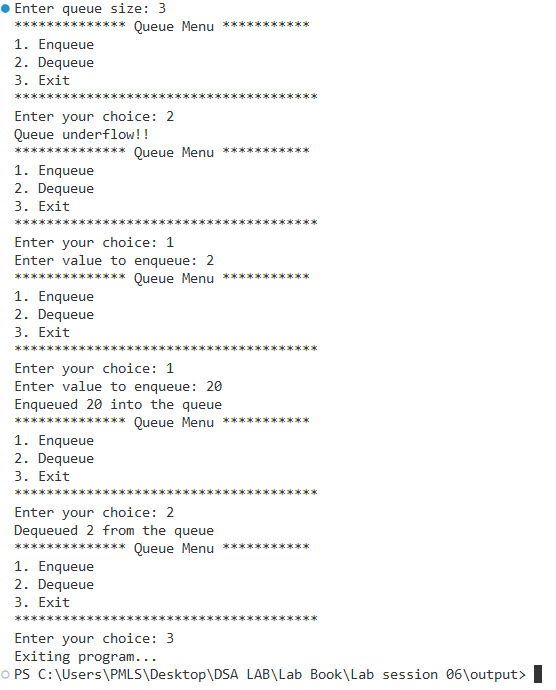 Enter queue size: 3
************** Queue Menu ***********
1. Enqueue
2. Dequeue
3. Exit
**************************************
Enter your choice: 2
Queue underflow!!
************** Queue Menu ***********
1. Enqueue
2. Dequeue
3. Exit
**************************************
Enter your choice: 1
Enter value to enqueue: 2
************** Queue Menu ***********
1. Enqueue
2. Dequeue
3. Exit
**************************************
Enter your choice: 1
Enter value to enqueue: 20
Enqueued 20 into the queue
************** Queue Menu ***********
1. Enqueue
2. Dequeue
3. Exit
**************************************
Enter your choice: 2
Dequeued 2 from the queue
************** Queue Menu ***********
1. Enqueue
2. Dequeue
3. Exit
**************************************
Enter your choice: 3
Exiting program...
PS C:\Users\PMLS\Desktop\DSA LAB\Lab Book\Lab session 06\output>